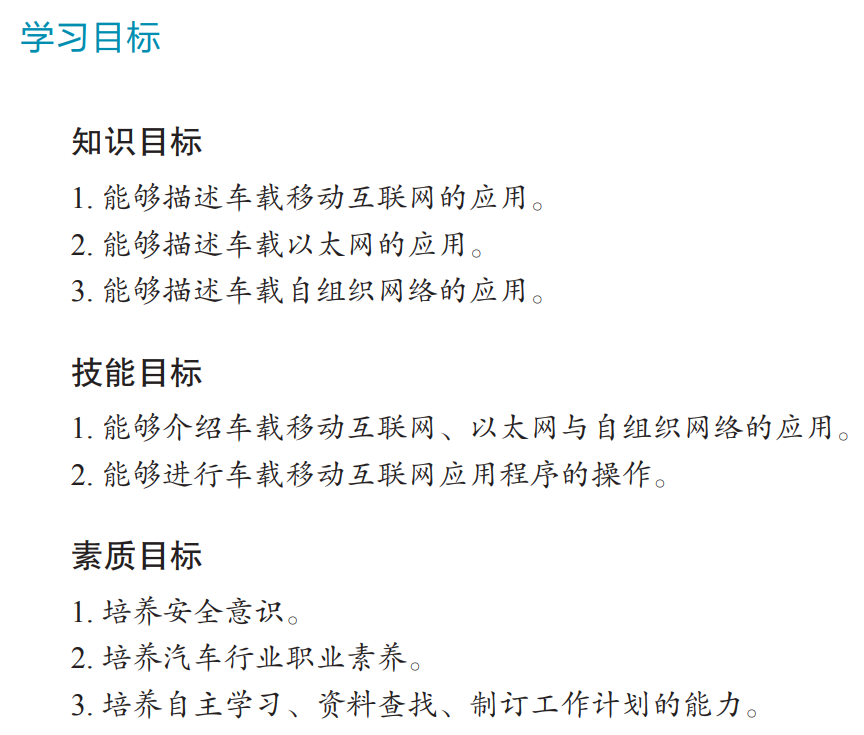 学习目标
知识目标
1. 能够描述车载移动互联网的应用。
2. 能够描述车载以太网的应用。
3. 能够描述车载自组织网络的应用。
技能目标
1. 能够介绍车载移动互联网、以太网与自组织网络的应用。
2. 能够进行车载移动互联网应用程序的操作。
素质目标
1. 培养安全意识。
2. 培养汽车行业职业素养。
3. 培养自主学习、资料查找、制订工作计划的能力。